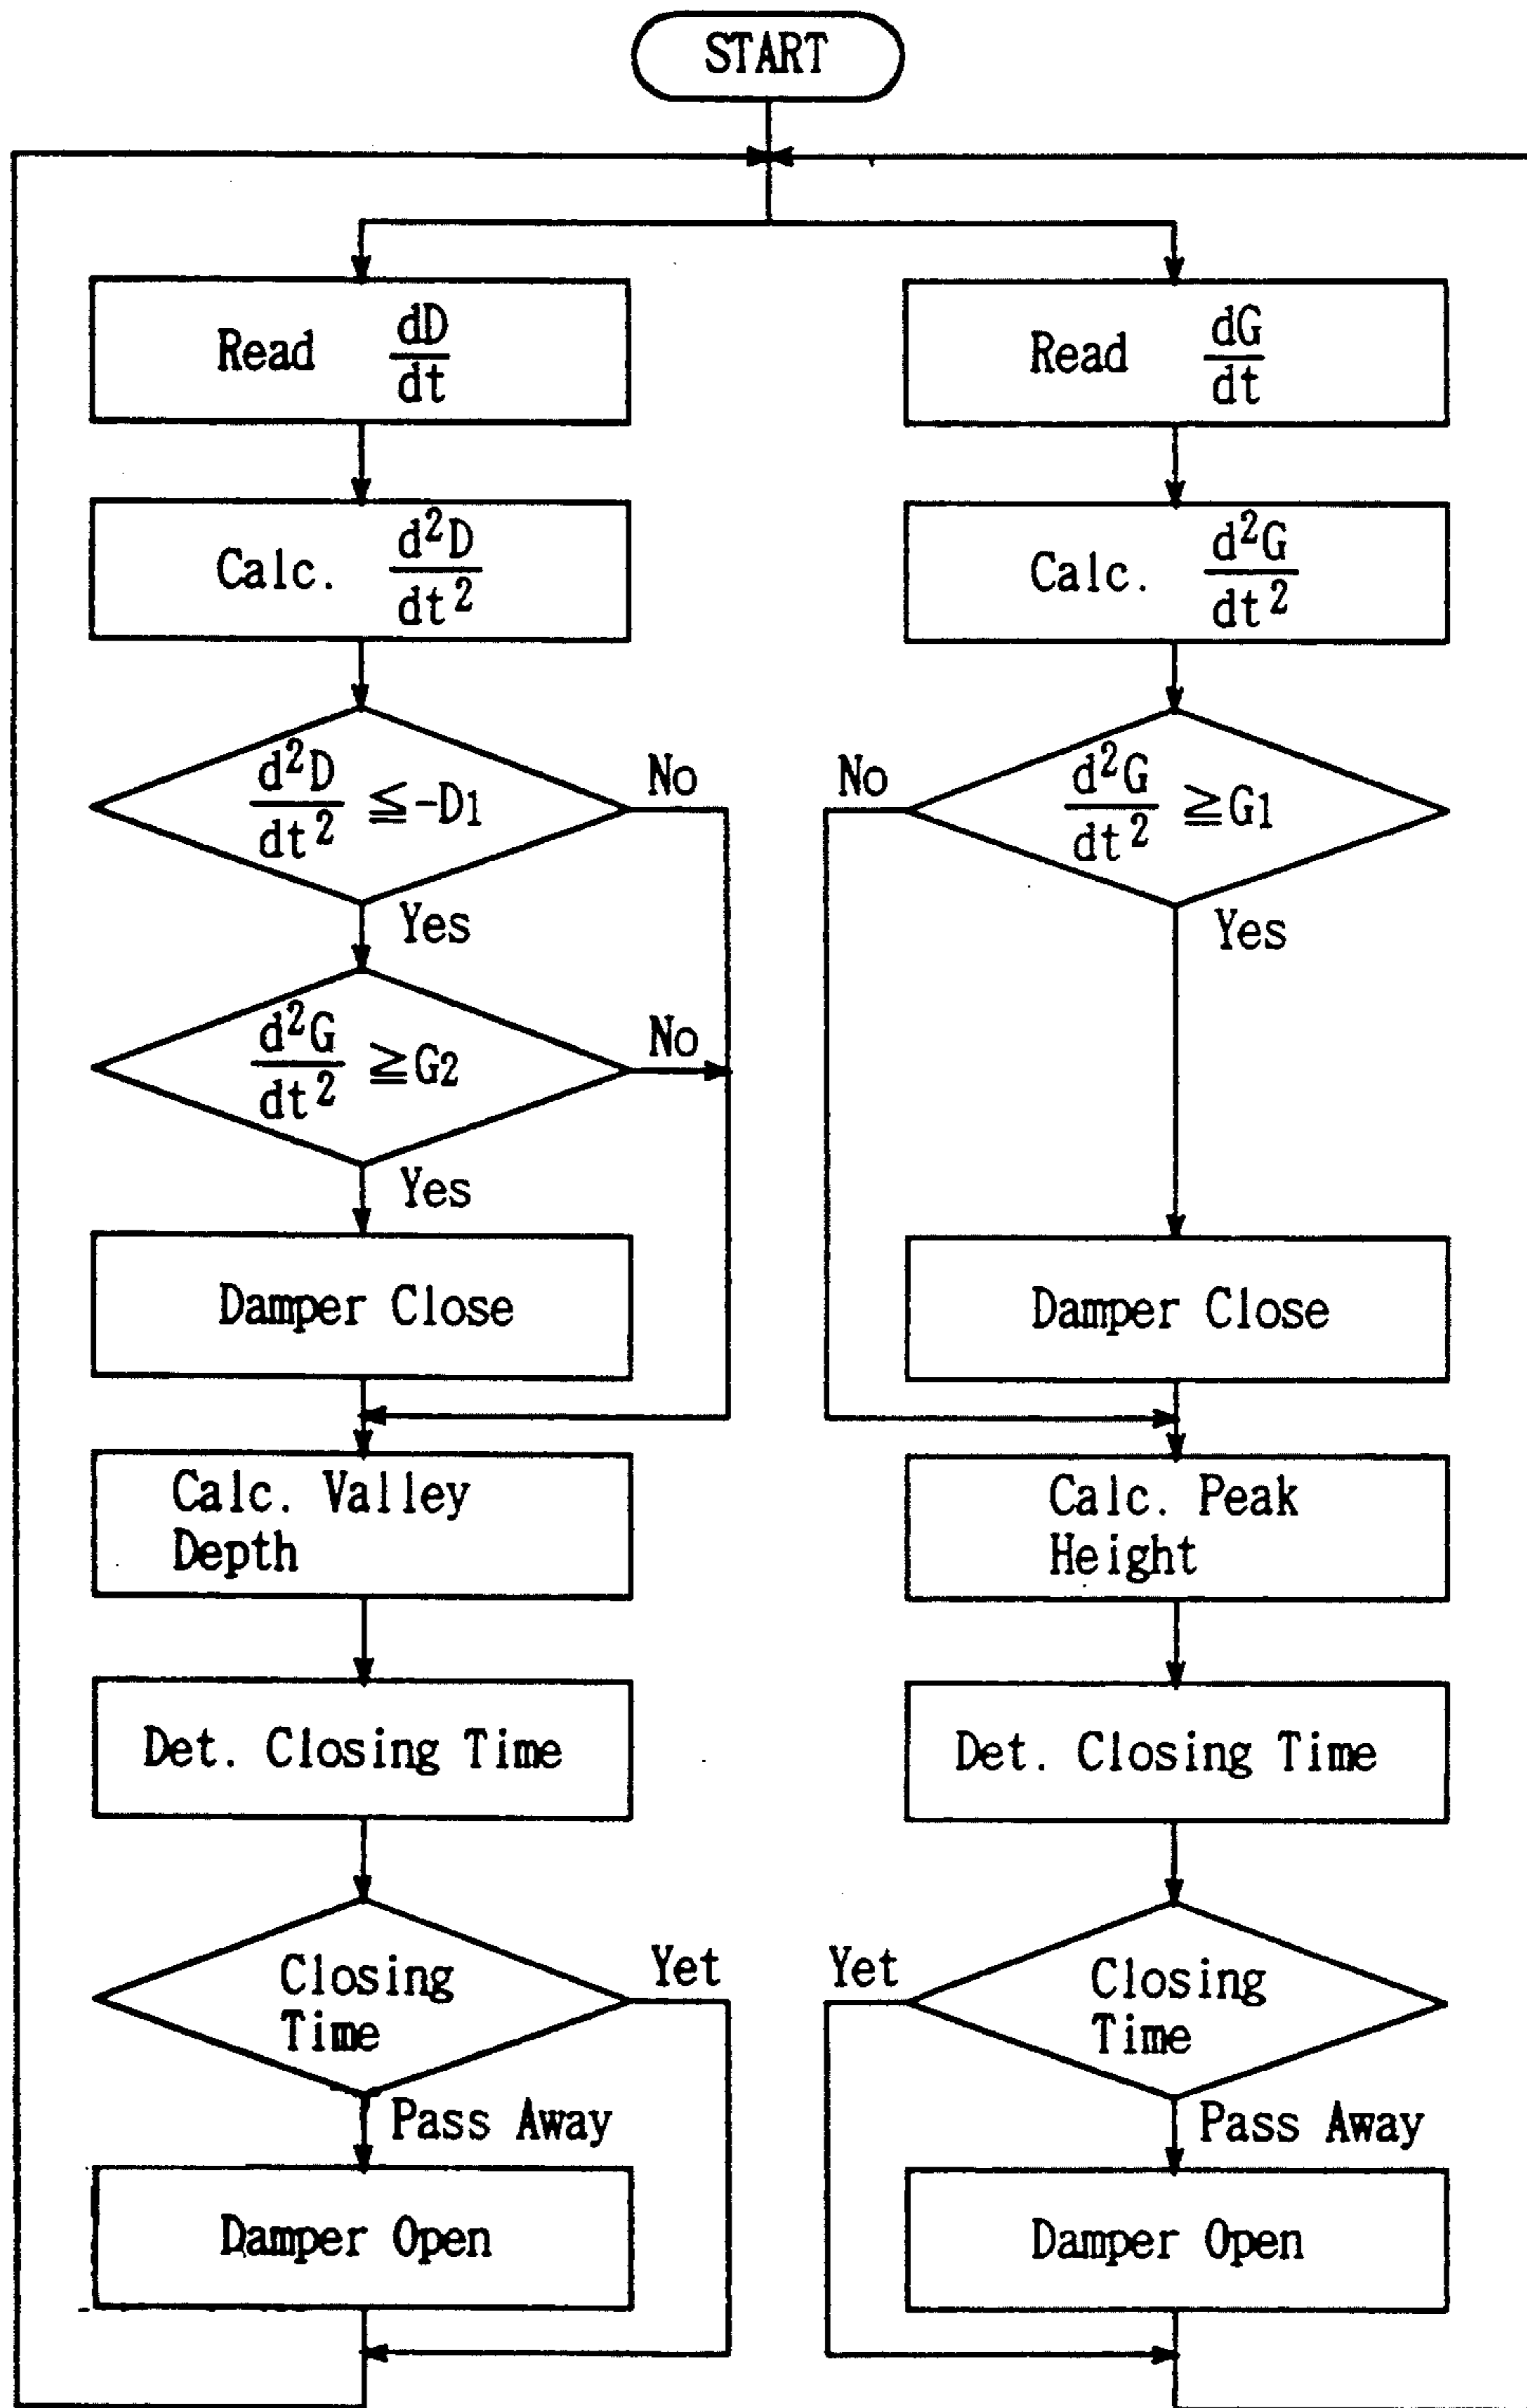 START
Read dD/dt
Calc. d²D/dt²
d²D/dt² ≦ -D1
No
Yes
d²G/dt² ≧ G2
No
Yes
Damper Close
Calc. Valley
Depth
Det. Closing Time
Closing
Time
Yet
Pass Away
Damper Open
Read dG/dt
Calc. d²G/dt²
d²G/dt² ≧ G1
No
Yes
Damper Close
Calc. Peak
Height
Det. Closing Time
Closing
Time
Yet
Pass Away
Damper Open